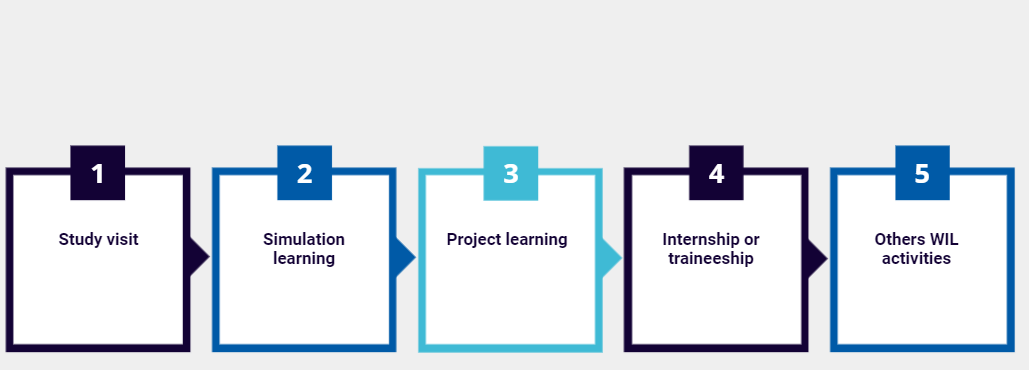 1
Study visit
2
Simulation
learning
3
Project learning
4
Internship or
traineeship
5
Others WIL
activities